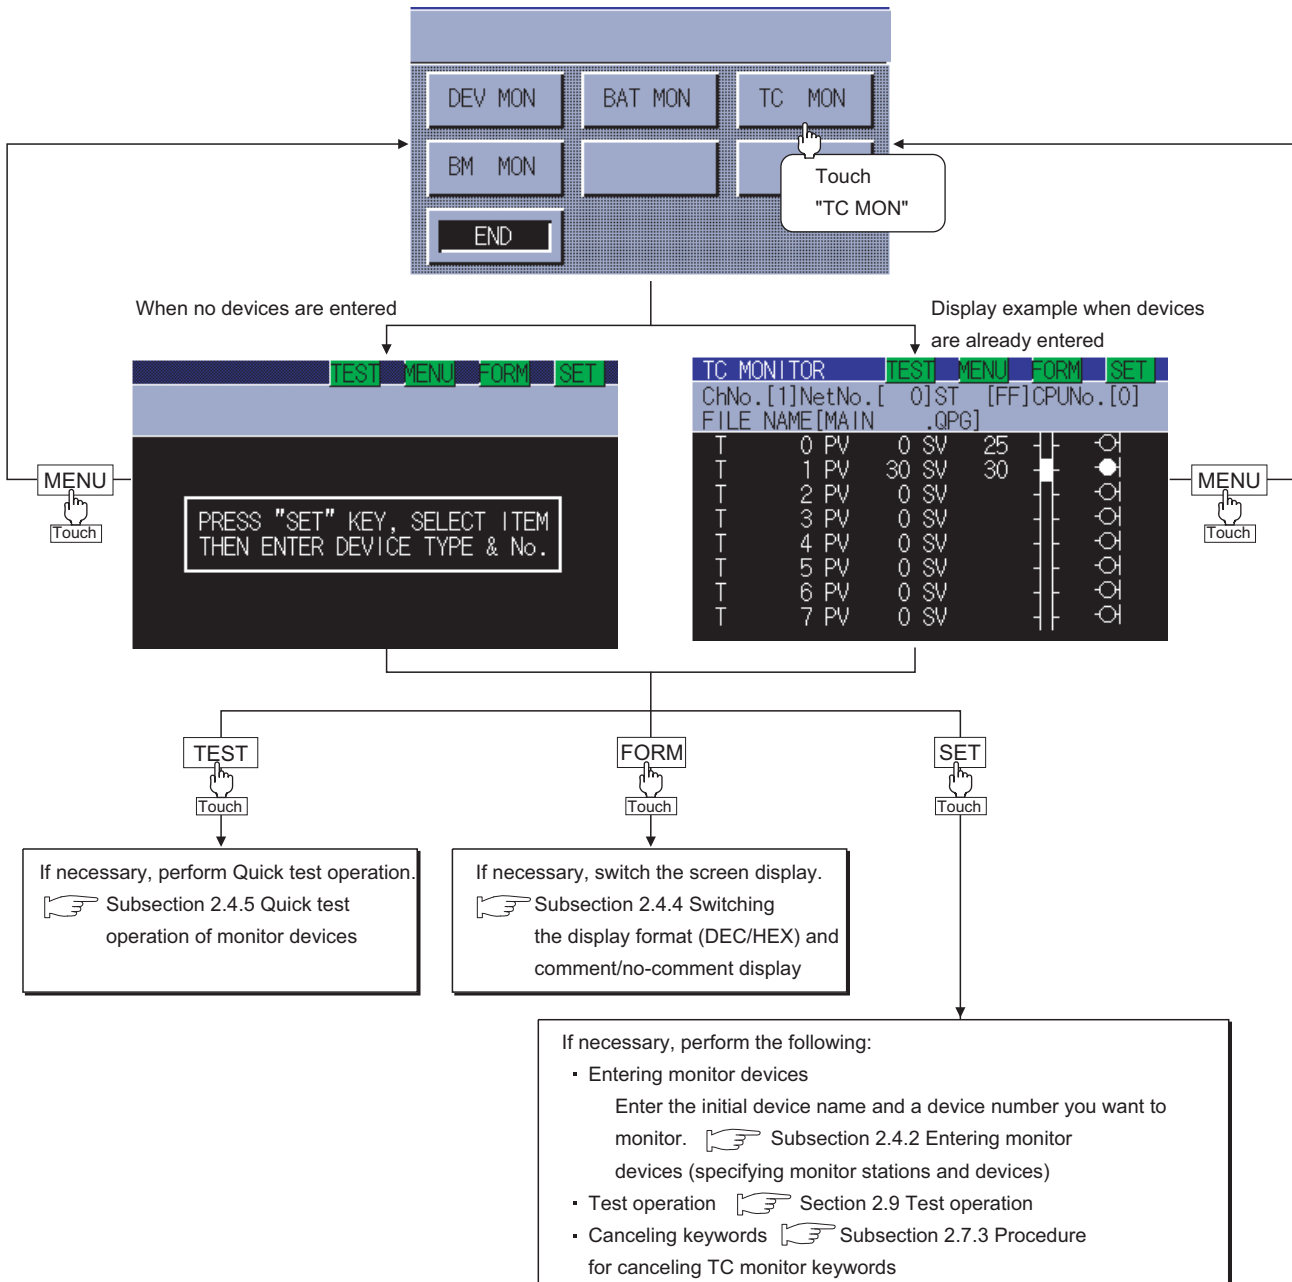 DEV MON
BAT MON
TC MON
BM MON
Touch
"TC MON"
END
When no devices are entered
Display example when devices
are already entered
TEST MENU FORM SET
PRESS "SET" KEY, SELECT ITEM
THEN ENTER DEVICE TYPE & No.
TC MONITOR TEST MENU FORM SET
ChNo.[1]NetNo.[ 0]ST [FF]CPUNo.[0]
FILE NAME[MAIN .QPG]
T 0 PV 0 SV 25
T 1 PV 30 SV 30
T 2 PV 0 SV
T 3 PV 0 SV
T 4 PV 0 SV
T 5 PV 0 SV
T 6 PV 0 SV
T 7 PV 0 SV
MENU
Touch
MENU
Touch
TEST
Touch
FORM
Touch
SET
Touch
If necessary, perform Quick test operation.
Subsection 2.4.5 Quick test
operation of monitor devices
If necessary, switch the screen display.
Subsection 2.4.4 Switching
the display format (DEC/HEX) and
comment/no-comment display
If necessary, perform the following:
• Entering monitor devices
Enter the initial device name and a device number you want to
monitor. Subsection 2.4.2 Entering monitor
devices (specifying monitor stations and devices)
• Test operation Section 2.9 Test operation
• Canceling keywords Subsection 2.7.3 Procedure
for canceling TC monitor keywords